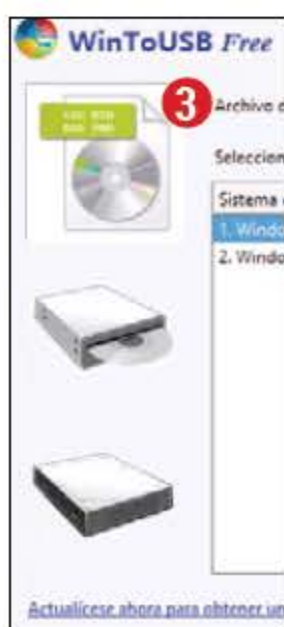 WinToUSB Free
3
Archivo d
Seleccion
Sistema
1. Windo
2. Windo
Actualícese ahora para obtener un